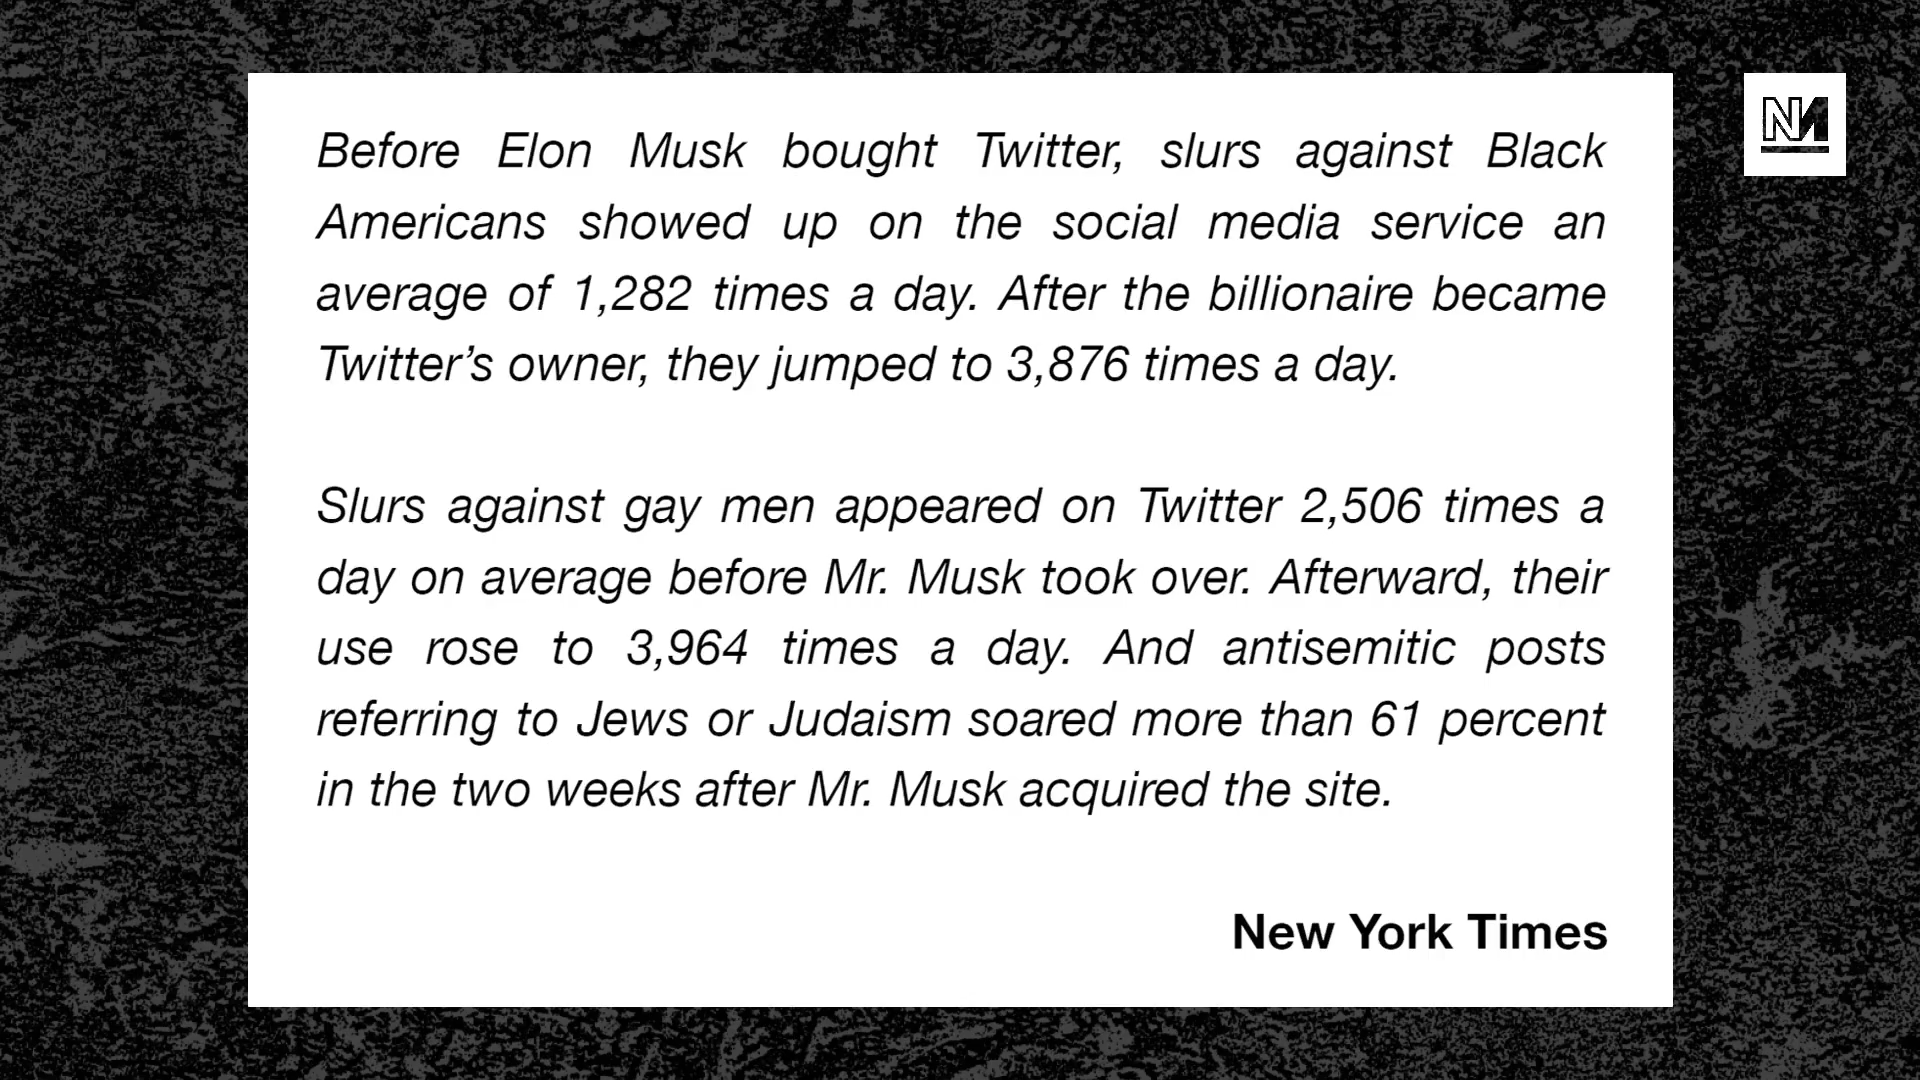 Before Elon Musk bought Twitter, slurs against Black
Americans showed up on the social media service an
average of 1,282 times a day. After the billionaire became
Twitter’s owner, they jumped to 3,876 times a day.
Slurs against gay men appeared on Twitter 2,506 times a
day on average before Mr. Musk took over. Afterward, their
use rose to 3,964 times a day. And antisemitic posts
referring to Jews or Judaism soared more than 61 percent
in the two weeks after Mr. Musk acquired the site.
New York Times